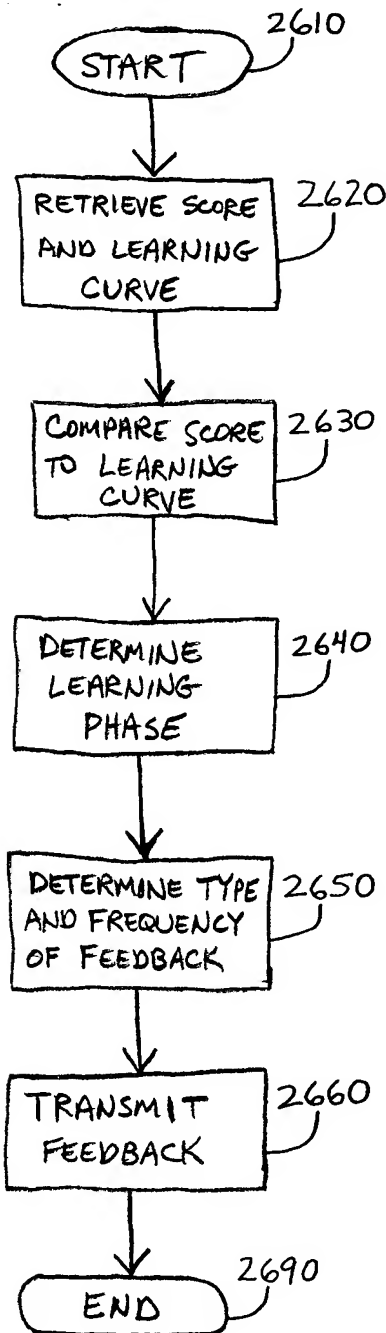 2610
START
2620
RETRIEVE SCORE
AND LEARNING
CURVE
2630
COMPARE SCORE
TO LEARNING
CURVE
2640
DETERMINE
LEARNING
PHASE
2650
DETERMINE TYPE
AND FREQUENCY
OF FEEDBACK
2660
TRANSMIT
FEEDBACK
2690
END